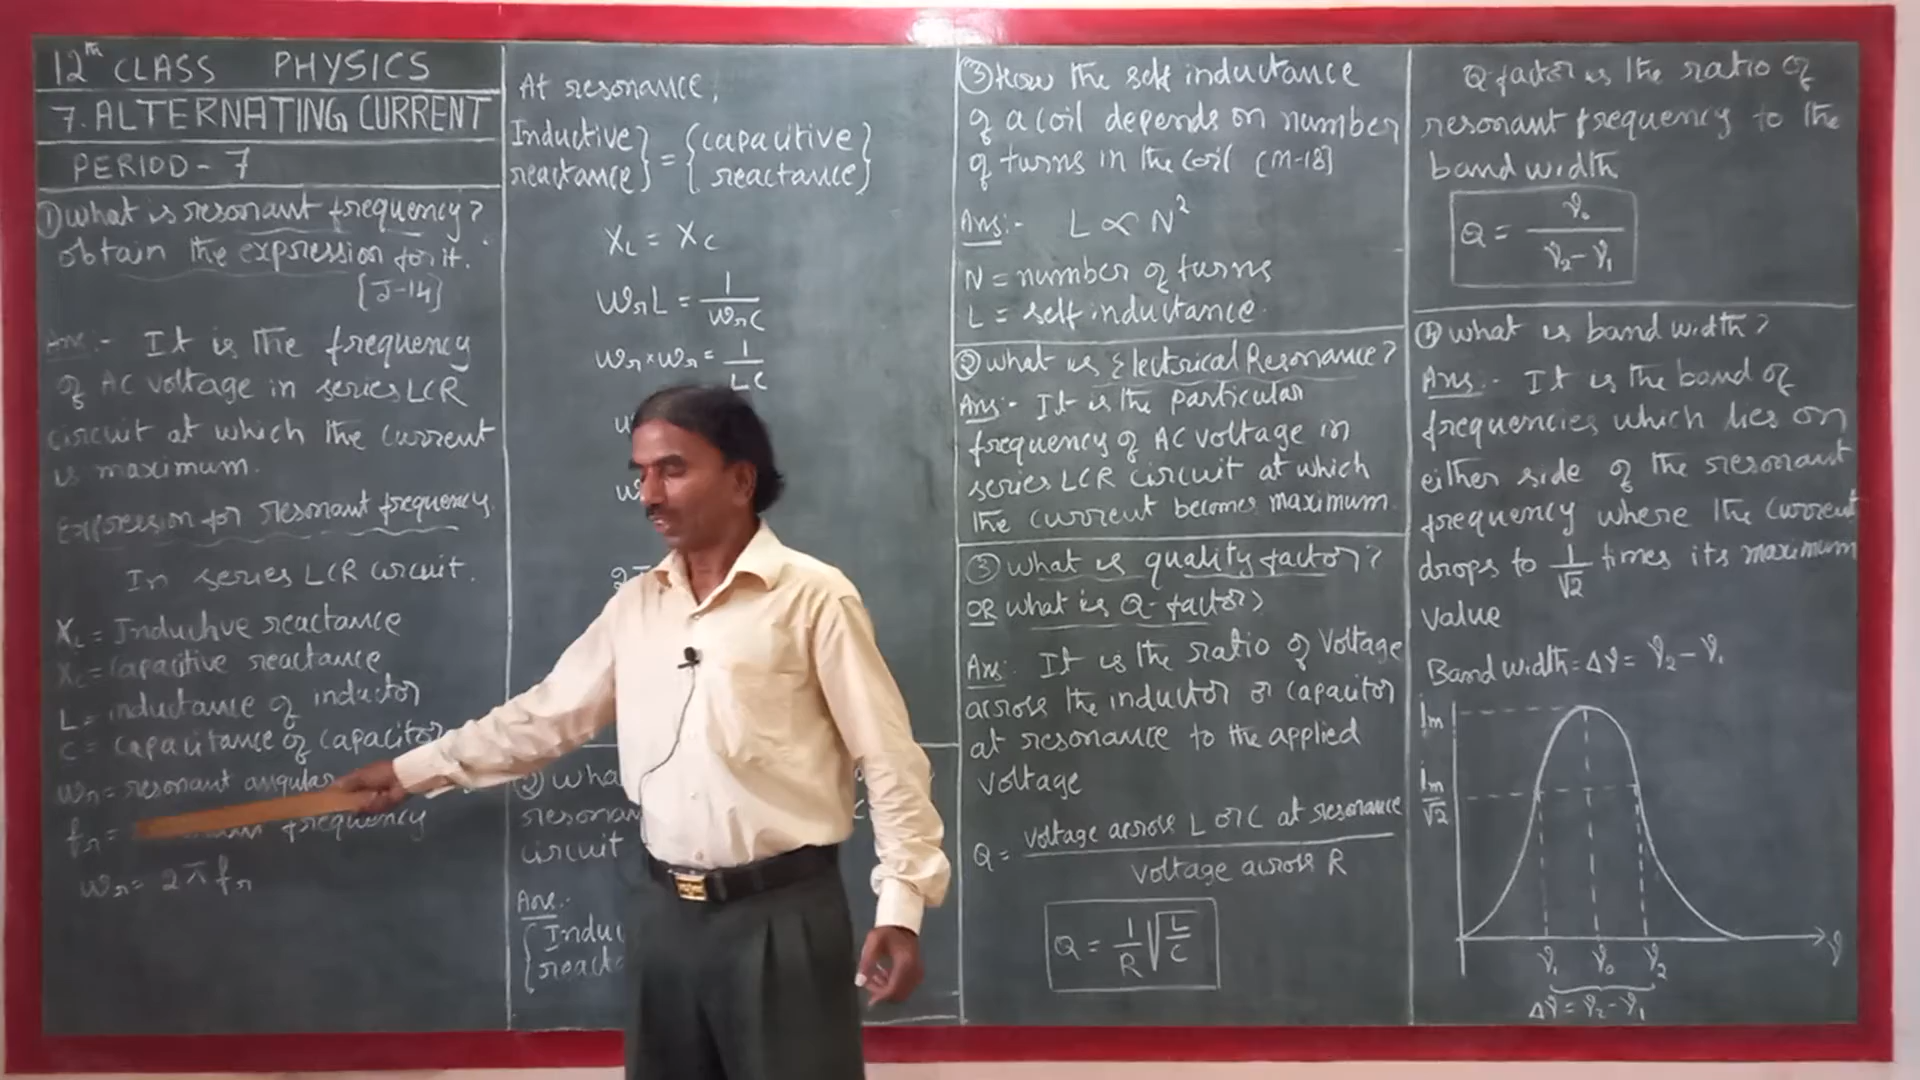 12th CLASS PHYSICS
7. ALTERNATING CURRENT
PERIOD - 7
① What is resonant frequency?
obtain the expression for it.
[J-14]
Ans:- It is the frequency
of AC voltage in series LCR
circuit at which the current
is maximum.
Expression for resonant frequency.
In series LCR circuit.
XL = Inductive reactance
XC = capacitive reactance
L = inductance of inductor
C = capacitance of capacitor
ωr = resonant angular
fr = frequency
ωr = 2πfr
At resonance,
Inductive reactance } = { capacitive reactance }
XL = XC
ωrL = 1/ωrC
ωr × ωr = 1/LC
②
circuit
Ans:-
③ How the self inductance
of a coil depends on number
of turns in the coil [M-18]
Ans:- L ∝ N²
N = number of turns
L = self inductance.
② What is Electrical Resonance?
Ans:- It is the particular
frequency of AC voltage in
series LCR circuit at which
the current becomes maximum.
③ What is quality factor?
OR what is Q-factor?
Ans:- It is the ratio of voltage
across the inductor or capacitor
at resonance to the applied
voltage
Q = voltage across L or C at resonance / voltage across R
Q = 1/R √(L/C)
Q factor is the ratio of
resonant frequency to the
band width
Q = ν₀ / ν₂ - ν₁
④ What is band width?
Ans:- It is the band of
frequencies which lies on
either side of the resonant
frequency where the current
drops to 1/√2 times its maximum
value
Band width = Δν = ν₂ - ν₁
Im
Im/√2
ν₁ ν₀ ν₂ ν
Δν = ν₂ - ν₁